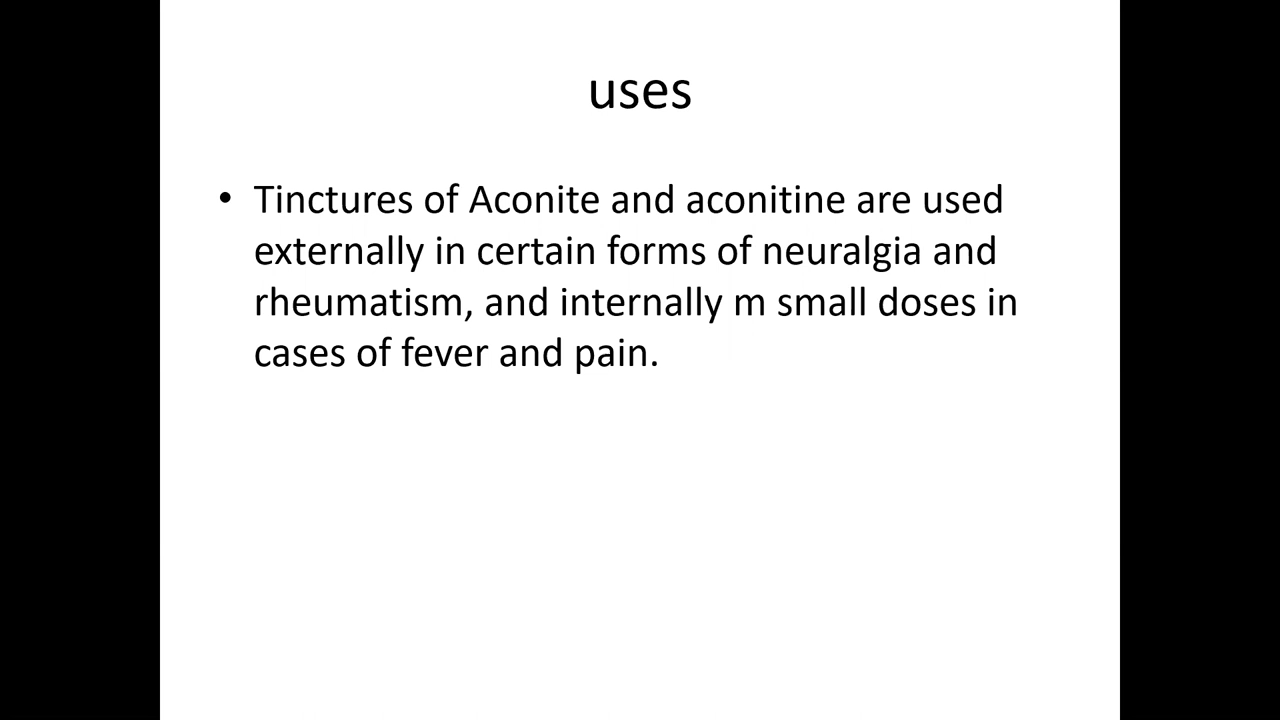 uses
• Tinctures of Aconite and aconitine are used
externally in certain forms of neuralgia and
rheumatism, and internally m small doses in
cases of fever and pain.